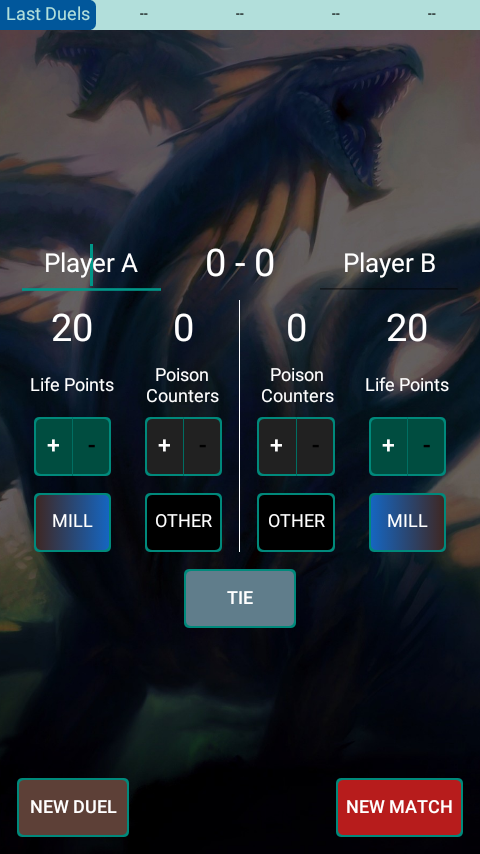 Last Duels -- -- -- --
Player A 0 - 0 Player B
20 0 0 20
Life Points Poison Counters Poison Counters Life Points
+ - + - + - + -
MILL OTHER OTHER MILL
TIE
NEW DUEL NEW MATCH